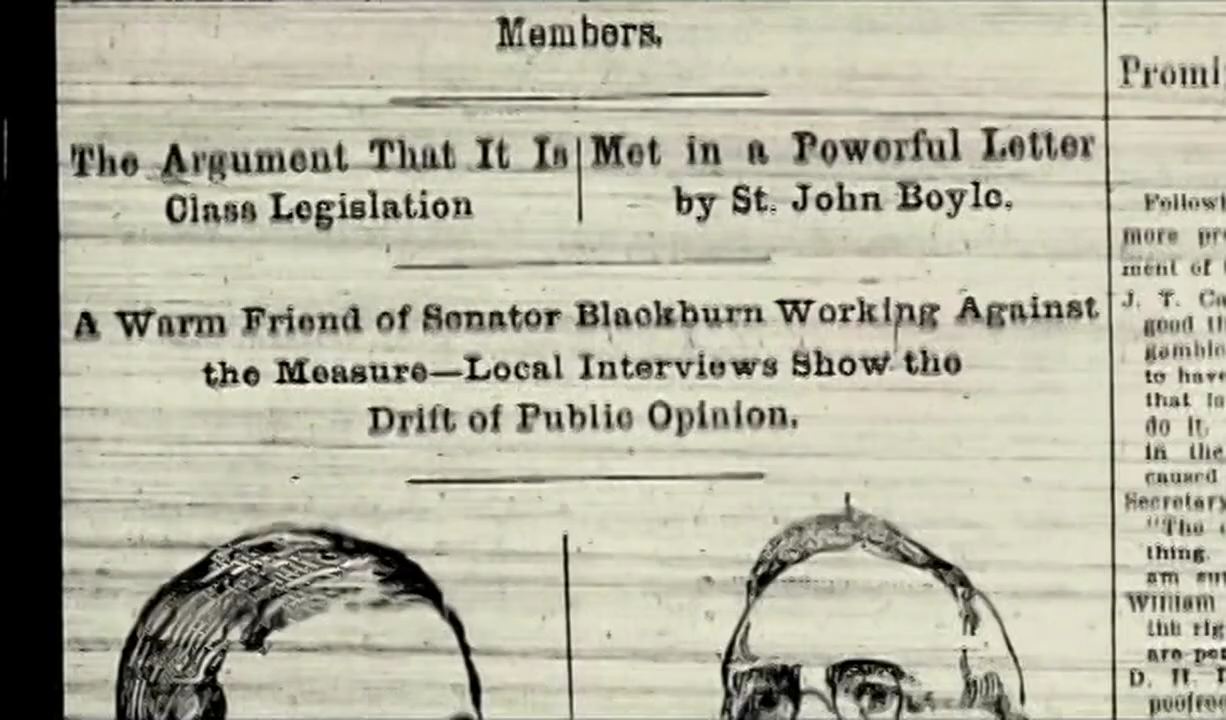 Members.
The Argument That It Is
Class Legislation
Met in a Powerful Letter
by St. John Boyle.
A Warm Friend of Senator Blackburn Working Against
the Measure—Local Interviews Show the
Drift of Public Opinion.
more
ment of
J. T.
good
to have
that
do it.
in the
caused
Secretary
"The
thing.
am
William
the
are
D. H.